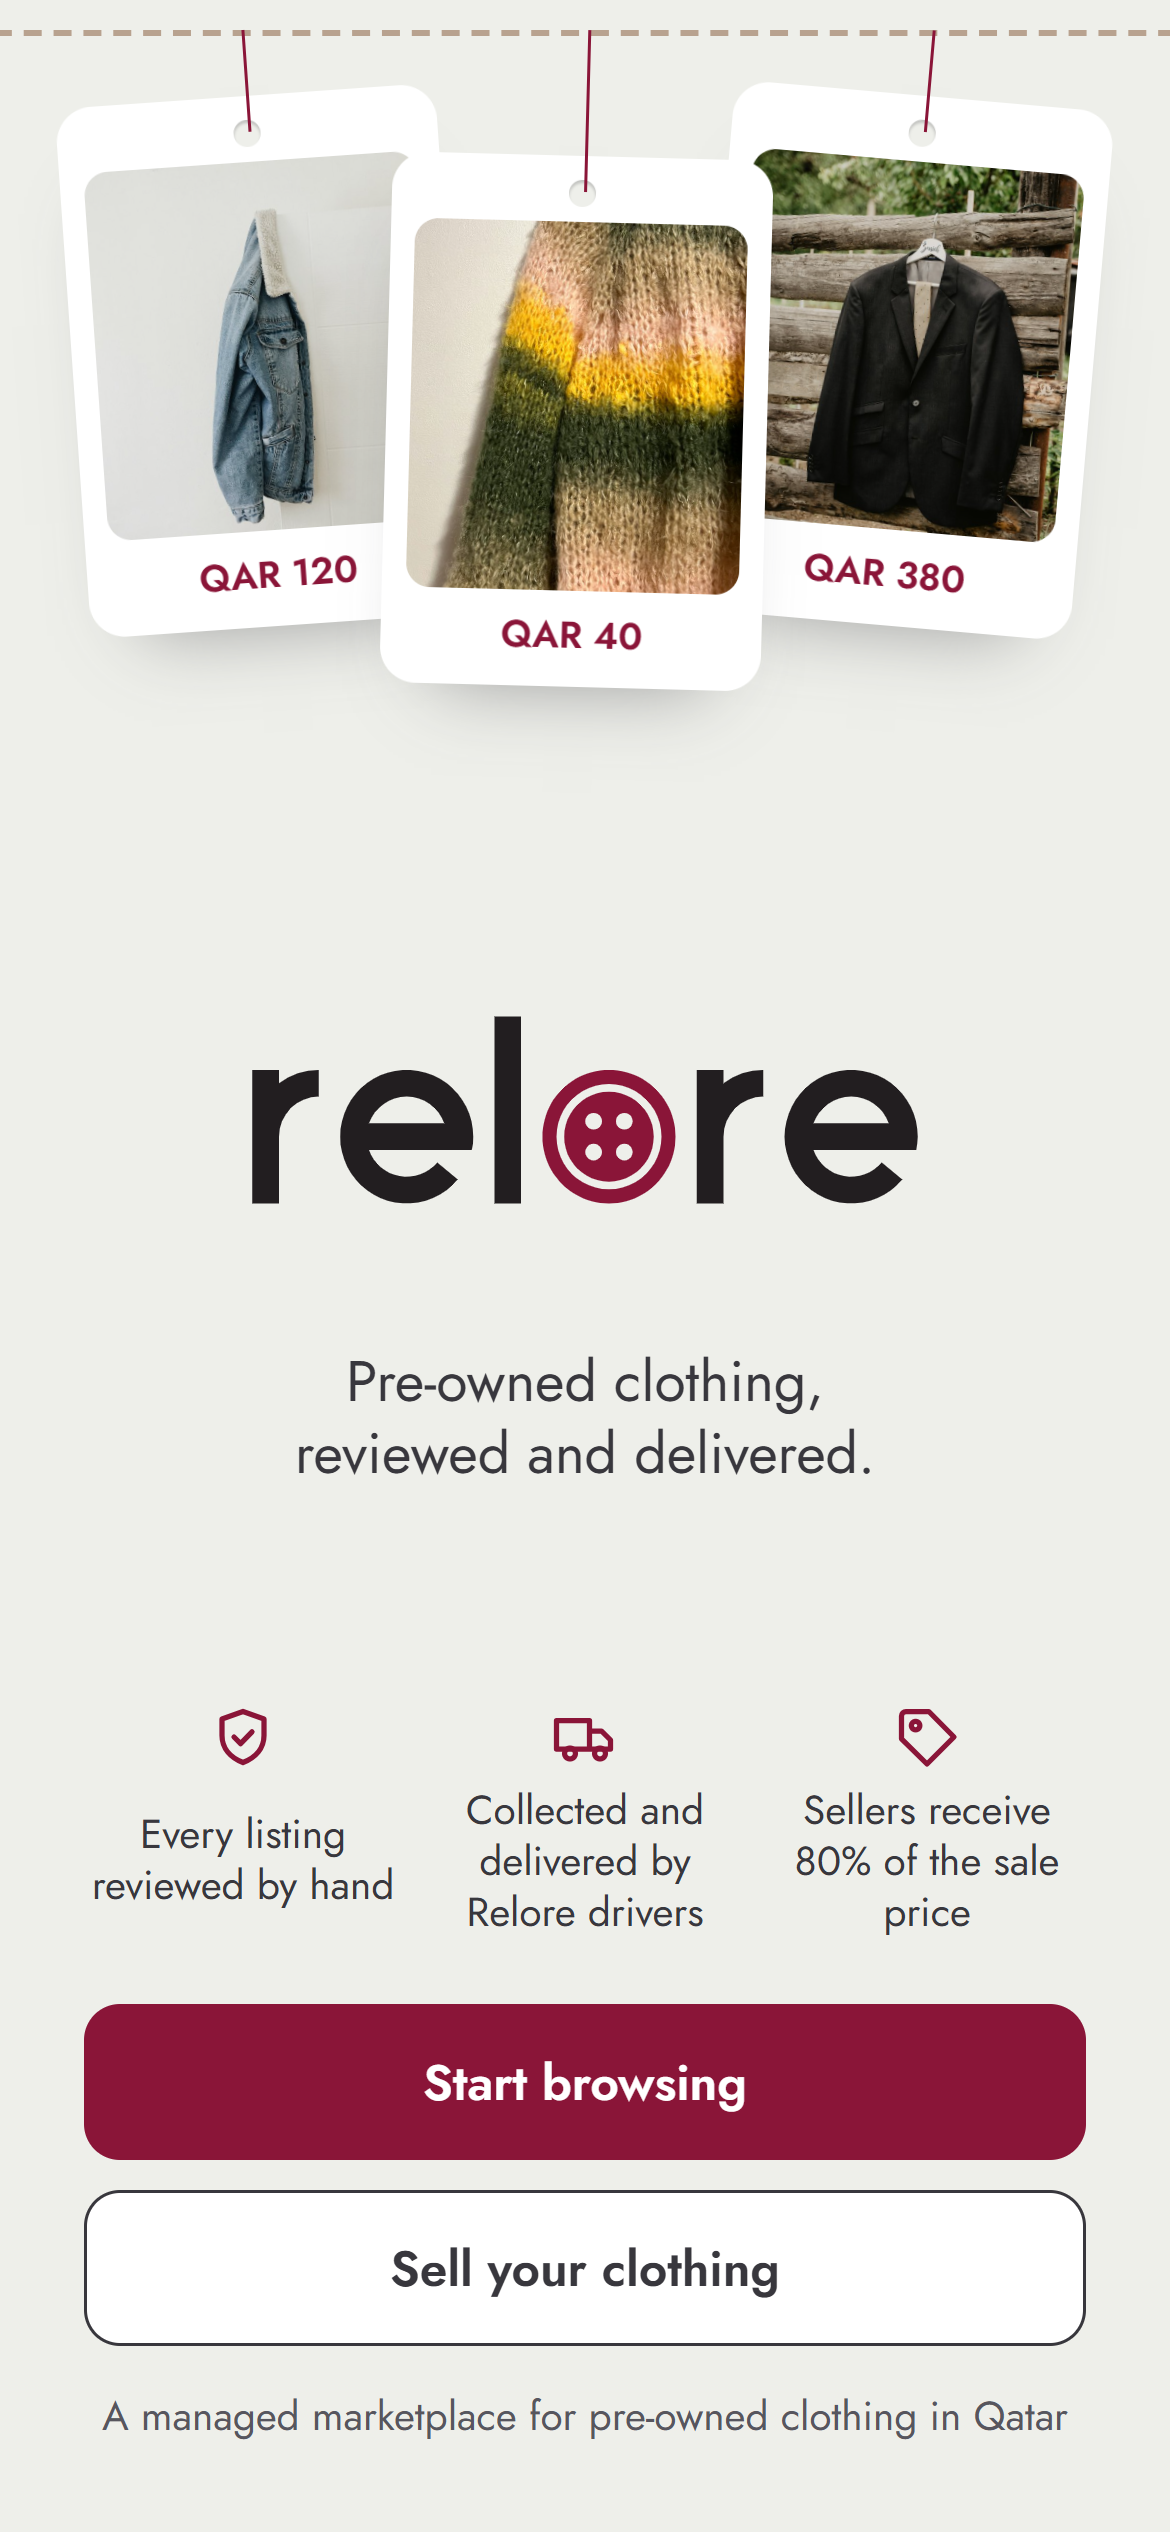 QAR 120
QAR 40
QAR 380
relore
Pre-owned clothing,
reviewed and delivered.
Every listing
reviewed by hand
Collected and
delivered by
Relore drivers
Sellers receive
80% of the sale
price
Start browsing
Sell your clothing
A managed marketplace for pre-owned clothing in Qatar